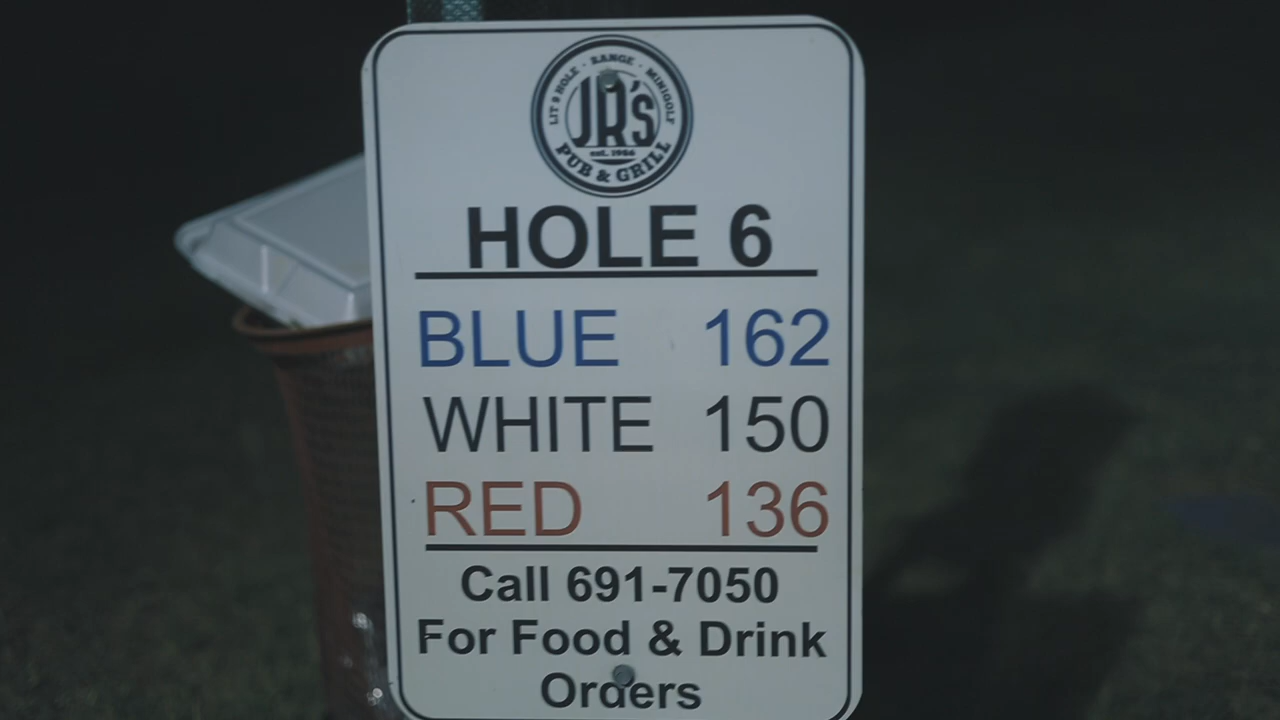 LIT 9 HOLE · RANGE · MINIGOLF
JR'S
est. 1986
PUB & GRILL
HOLE 6
BLUE 162
WHITE 150
RED 136
Call 691-7050
For Food & Drink
Orders